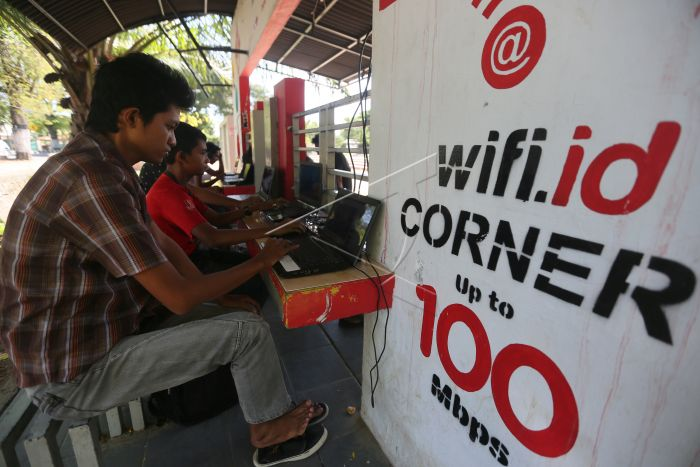 @
wifi.id
CORNER
Up to
100
Mbps